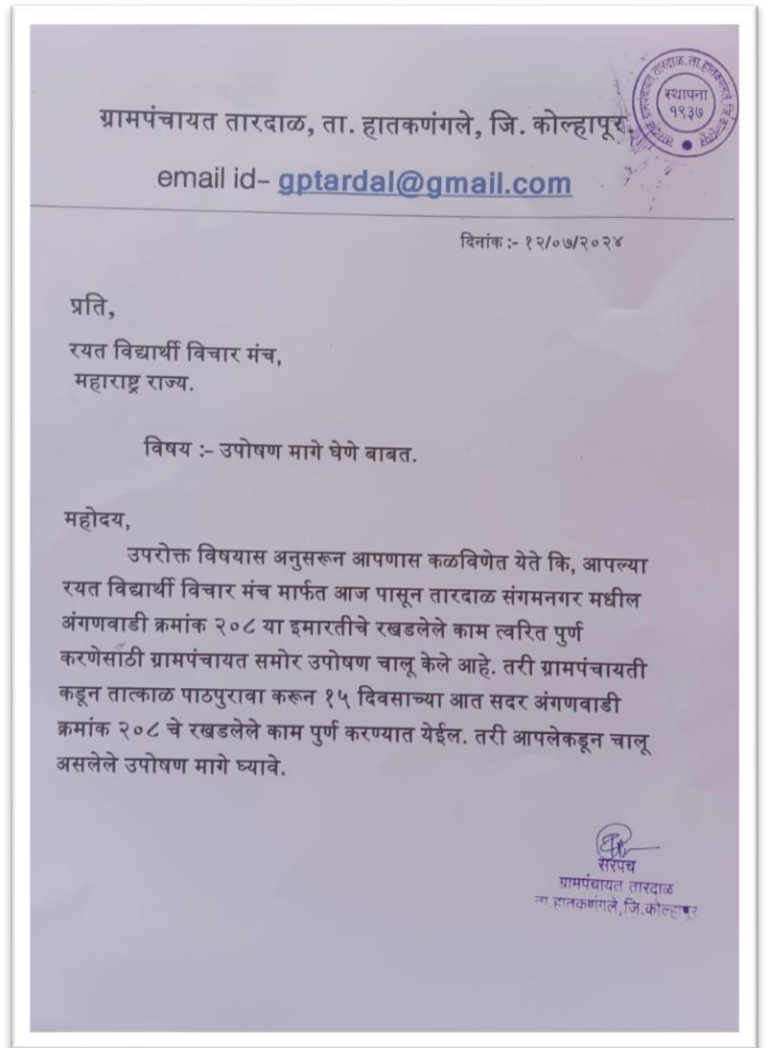 ग्रामपंचायत तारदाळ, ता. हातकणंगले, जि. कोल्हापूर.
स्थापना
१९३७
email id– gptardal@gmail.com
दिनांक :- १२/०७/२०२४
प्रति,
रयत विद्यार्थी विचार मंच,
महाराष्ट्र राज्य.
विषय :- उपोषण मागे घेणे बाबत.
महोदय,
उपरोक्त विषयास अनुसरून आपणास कळविणेत येते कि, आपल्या
रयत विद्यार्थी विचार मंच मार्फत आज पासून तारदाळ संगमनगर मधील
अंगणवाडी क्रमांक २०८ या इमारतीचे रखडलेले काम त्वरित पुर्ण
करणेसाठी ग्रामपंचायत समोर उपोषण चालू केले आहे. तरी ग्रामपंचायती
कडून तात्काळ पाठपुरावा करून १५ दिवसाच्या आत सदर अंगणवाडी
क्रमांक २०८ चे रखडलेले काम पुर्ण करण्यात येईल. तरी आपलेकडून चालू
असलेले उपोषण मागे घ्यावे.
सरपंच
ग्रामपंचायत तारदाळ
ता.हातकणंगले,जि.कोल्हापूर